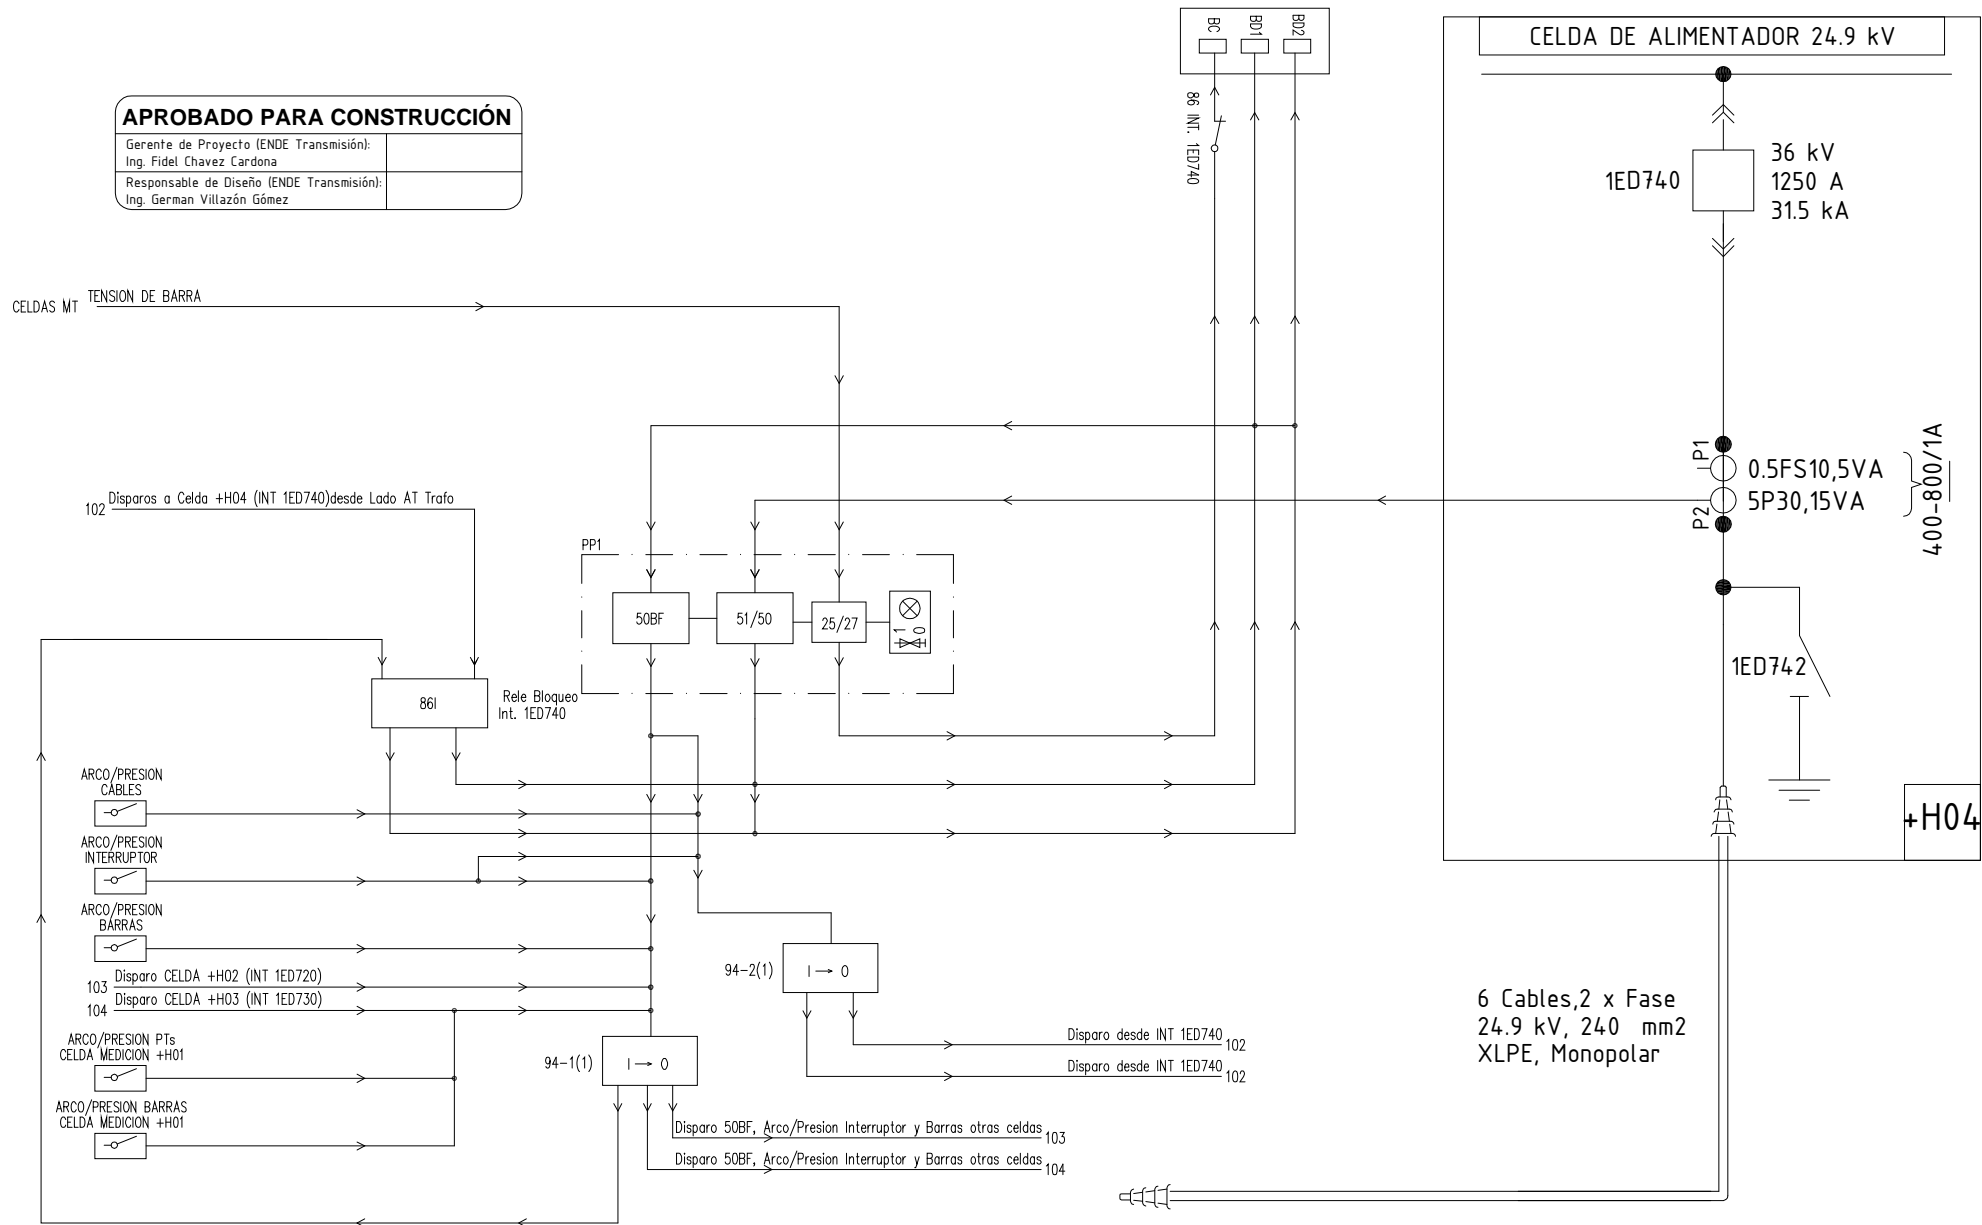 BC
BD1
BD2
86 INT. 1ED740
CELDA DE ALIMENTADOR 24.9 kV
APROBADO PARA CONSTRUCCIÓN
Gerente de Proyecto (ENDE Transmisión):
Ing. Fidel Chavez Cardona
Responsable de Diseño (ENDE Transmisión):
Ing. German Villazón Gómez
1ED740
36 kV
1250 A
31.5 kA
CELDAS MT
TENSION DE BARRA
P1
P2
0.5FS10,5VA
5P30,15VA
400-800/1A
102
Disparos a Celda +H04 (INT 1ED740)desde Lado AT Trafo
PP1
50BF
51/50
25/27
1
0
1ED742
86I
Rele Bloqueo
Int. 1ED740
ARCO/PRESION
CABLES
ARCO/PRESION
INTERRUPTOR
ARCO/PRESION
BARRAS
+H04
103
Disparo CELDA +H02 (INT 1ED720)
104
Disparo CELDA +H03 (INT 1ED730)
94-2(1)
I → 0
ARCO/PRESION PTs
CELDA MEDICION +H01
ARCO/PRESION BARRAS
CELDA MEDICION +H01
94-1(1)
I → 0
Disparo desde INT 1ED740
102
Disparo desde INT 1ED740
102
Disparo 50BF, Arco/Presion Interruptor y Barras otras celdas
103
Disparo 50BF, Arco/Presion Interruptor y Barras otras celdas
104
6 Cables,2 x Fase
24.9 kV, 240 mm2
XLPE, Monopolar